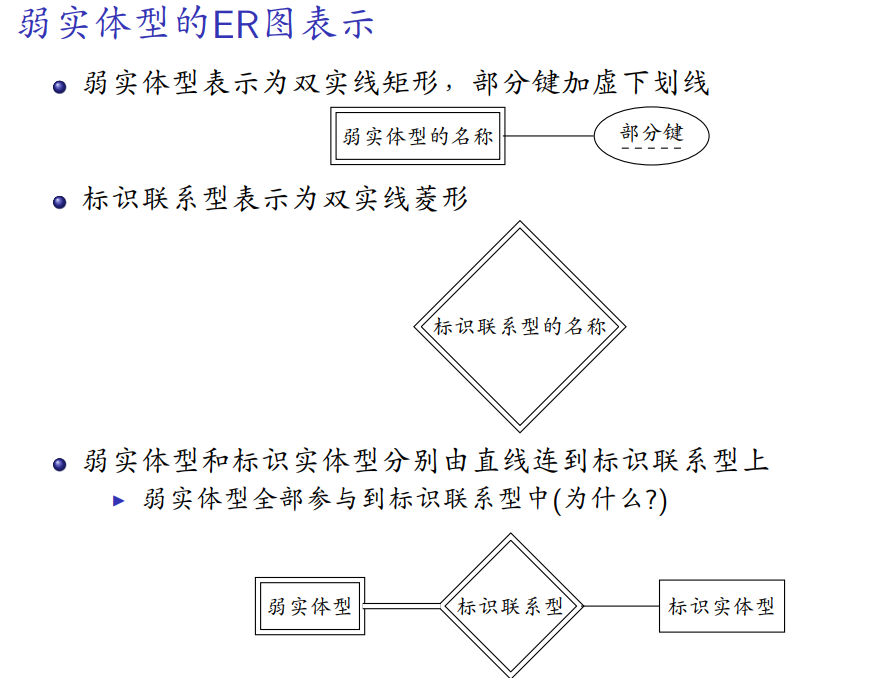 弱实体型的ER图表示
弱实体型表示为双实线矩形，部分键加虚下划线
弱实体型的名称
部分键
标识联系型表示为双实线菱形
标识联系型的名称
弱实体型和标识实体型分别由直线连到标识联系型上
弱实体型全部参与到标识联系型中(为什么?)
弱实体型
标识联系型
标识实体型